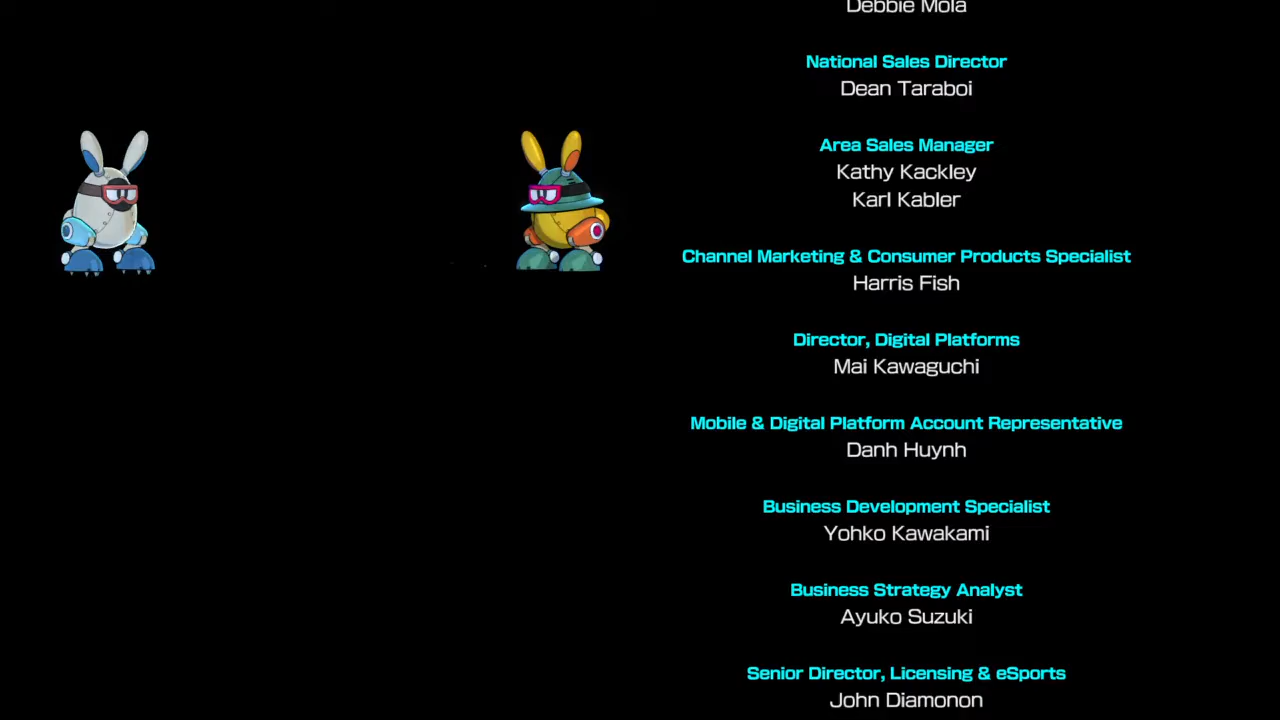 Debbie Mola
National Sales Director
Dean Taraboi
Area Sales Manager
Kathy Kackley
Karl Kabler
Channel Marketing & Consumer Products Specialist
Harris Fish
Director, Digital Platforms
Mai Kawaguchi
Mobile & Digital Platform Account Representative
Danh Huynh
Business Development Specialist
Yohko Kawakami
Business Strategy Analyst
Ayuko Suzuki
Senior Director, Licensing & eSports
John Diamonon